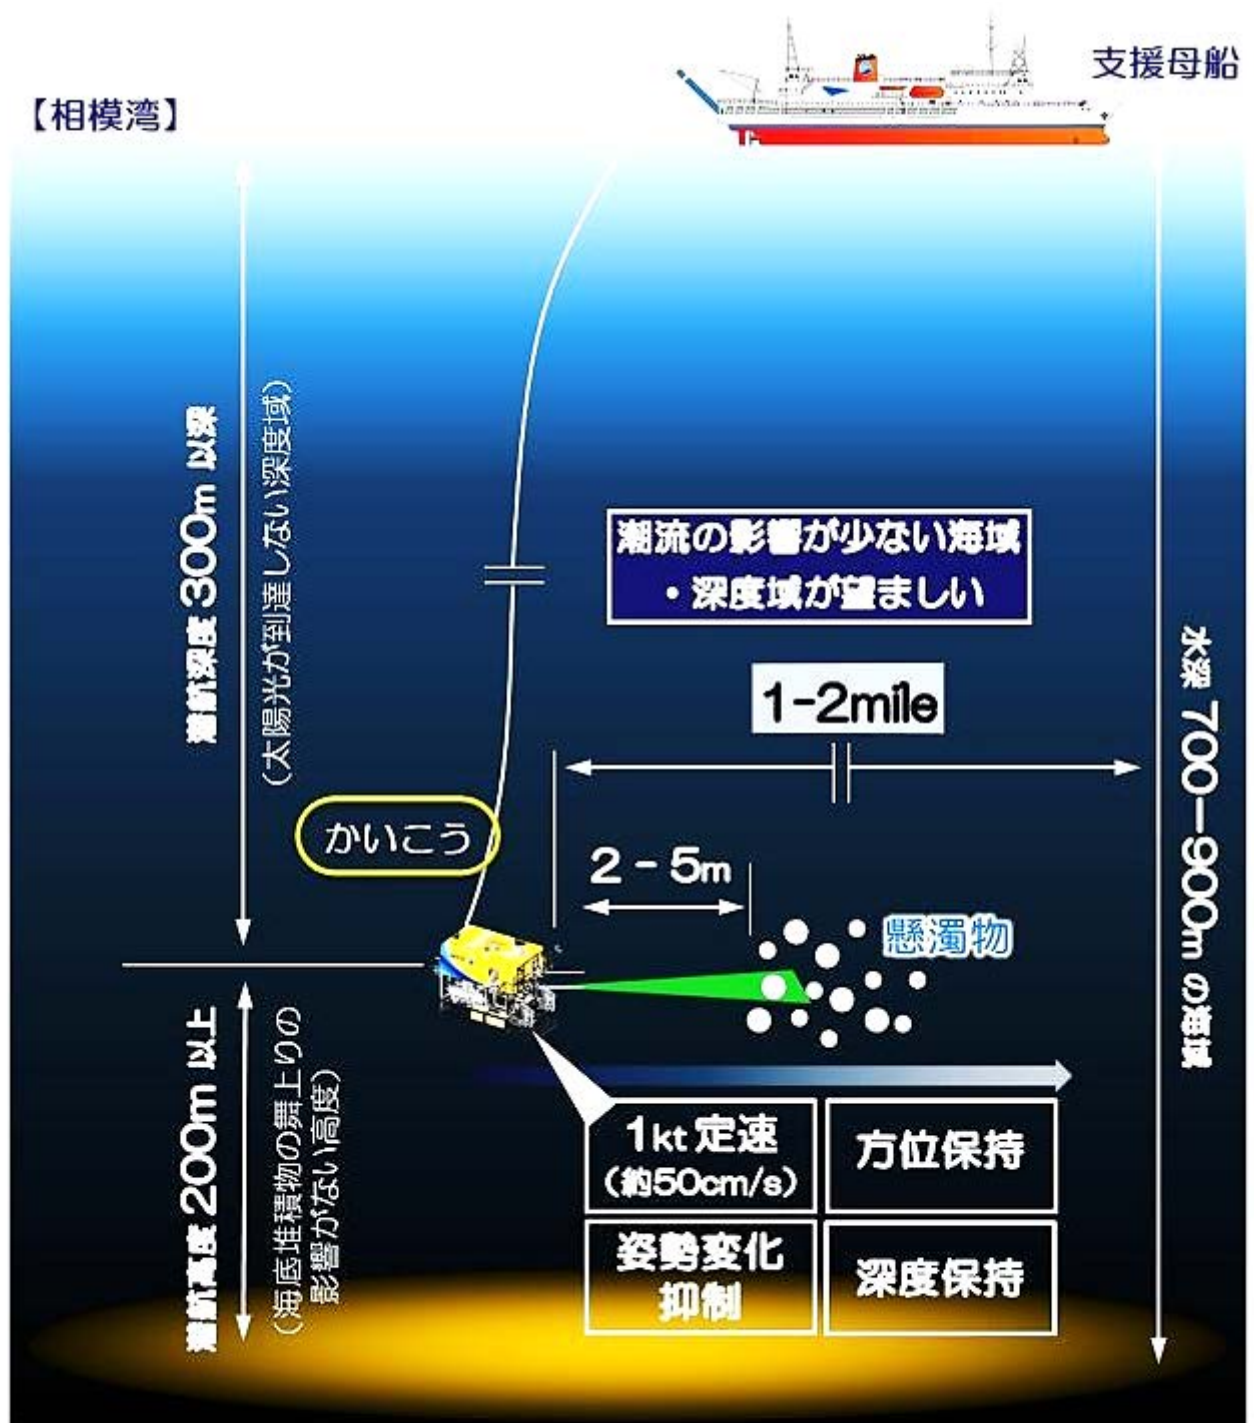 支援母船
【相模湾】
潜航深度 300m 以深
(太陽光が到達しない深度域)
潮流の影響が少ない海域
・深度域が望ましい
1-2mile
水深 700-900m の海域
かいこう
2 - 5m
懸濁物
潜航高度 200m 以上
(海底堆積物の舞上りの
影響がない高度)
1kt 定速
(約50cm/s)
方位保持
姿勢変化
抑制
深度保持